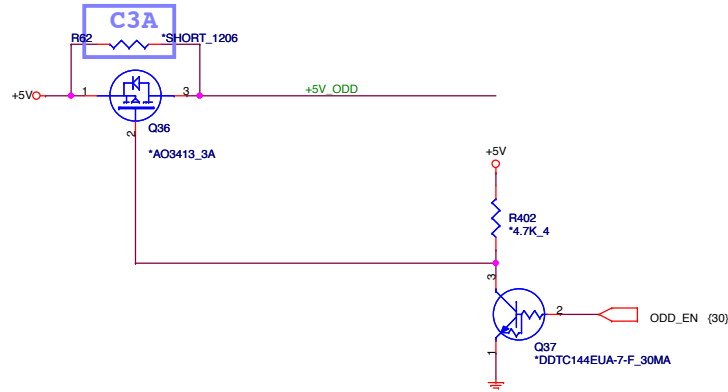 C3A
R62 *SHORT_1206
+5V 1 3 +5V_ODD
2 Q36
*AO3413_3A
+5V
R402
*4.7K_4
3
2 ODD_EN {30}
1 Q37
*DDTC144EUA-7-F_30MA